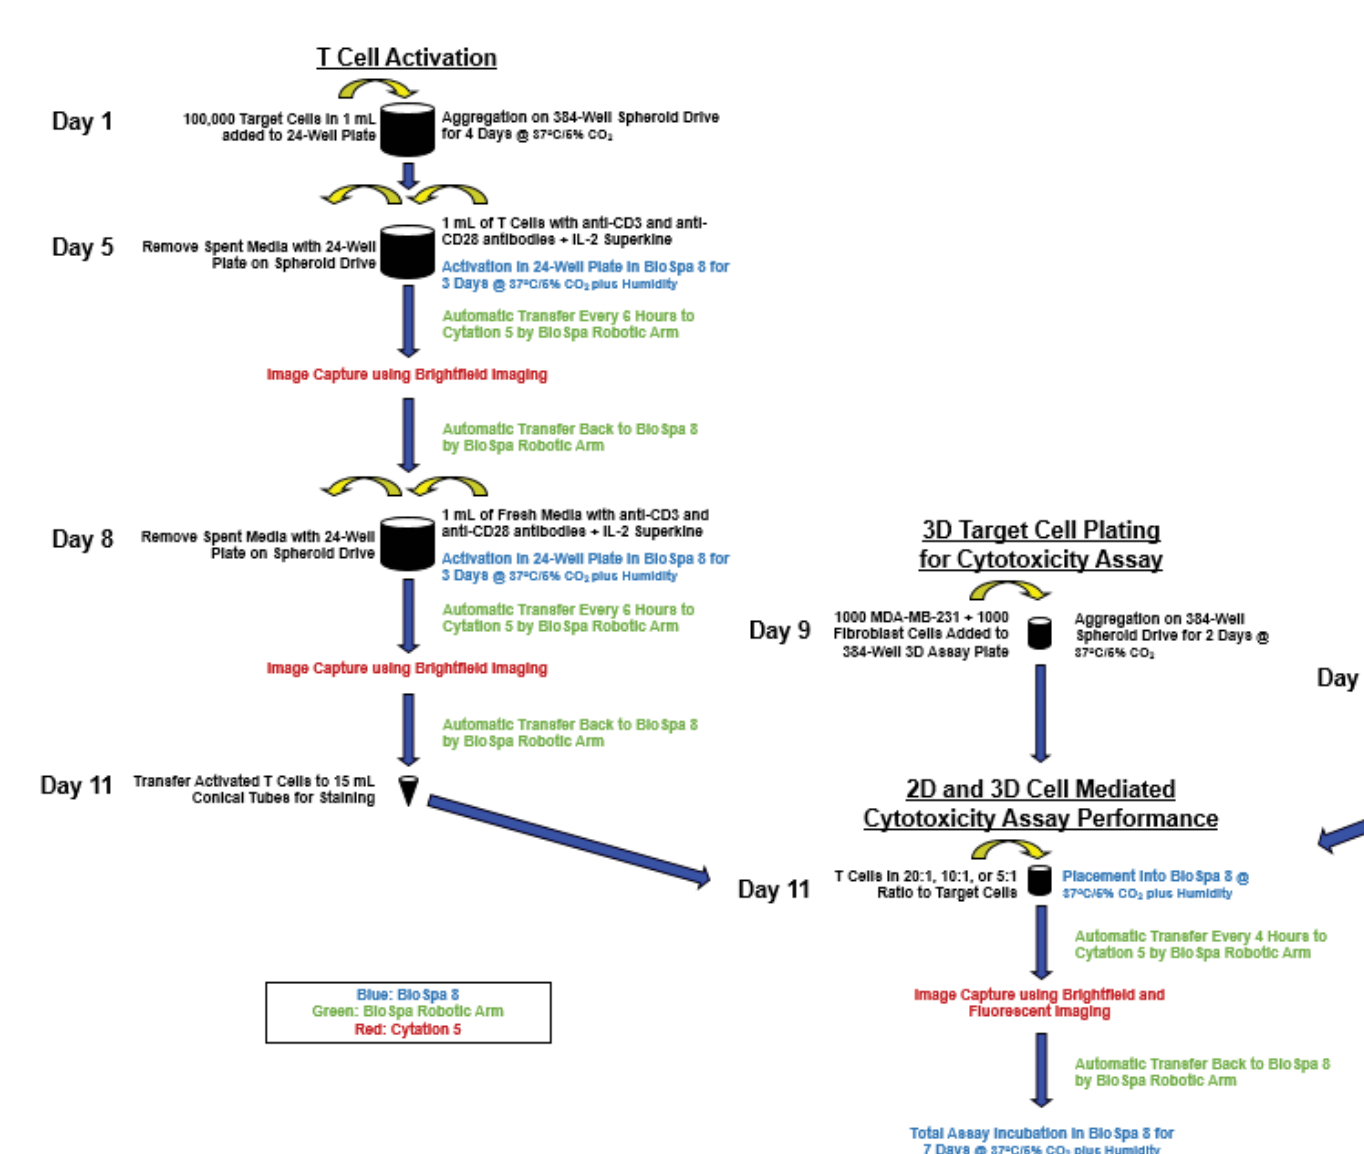 T Cell Activation
Day 1
100,000 Target Cells in 1 mL
added to 24-Well Plate
Aggregation on 384-Well Spheroid Drive
for 4 Days @ 37ºC/5% CO₂
Day 5
Remove Spent Media with 24-Well
Plate on Spheroid Drive
1 mL of T Cells with anti-CD3 and anti-
CD28 antibodies + IL-2 Superkine
Activation in 24-Well Plate in BioSpa 8 for
3 Days @ 37ºC/5% CO₂ plus Humidity
Automatic Transfer Every 6 Hours to
Cytation 5 by BioSpa Robotic Arm
Image Capture using Brightfield Imaging
Automatic Transfer Back to BioSpa 8
by BioSpa Robotic Arm
Day 8
Remove Spent Media with 24-Well
Plate on Spheroid Drive
1 mL of Fresh Media with anti-CD3 and
anti-CD28 antibodies + IL-2 Superkine
Activation in 24-Well Plate in BioSpa 8 for
3 Days @ 37ºC/5% CO₂ plus Humidity
Automatic Transfer Every 6 Hours to
Cytation 5 by BioSpa Robotic Arm
Image Capture using Brightfield Imaging
Automatic Transfer Back to BioSpa 8
by BioSpa Robotic Arm
Day 11
Transfer Activated T Cells to 15 mL
Conical Tubes for Staining
Blue: BioSpa 8
Green: BioSpa Robotic Arm
Red: Cytation 5
3D Target Cell Plating
for Cytotoxicity Assay
Day 9
1000 MDA-MB-231 + 1000
Fibroblast Cells Added to
384-Well 3D Assay Plate
Aggregation on 384-Well
Spheroid Drive for 2 Days @
37ºC/5% CO₂
Day
2D and 3D Cell Mediated
Cytotoxicity Assay Performance
Day 11
T Cells in 20:1, 10:1, or 5:1
Ratio to Target Cells
Placement into BioSpa 8 @
37ºC/5% CO₂ plus Humidity
Automatic Transfer Every 4 Hours to
Cytation 5 by BioSpa Robotic Arm
Image Capture using Brightfield and
Fluorescent Imaging
Automatic Transfer Back to BioSpa 8
by BioSpa Robotic Arm
Total Assay Incubation in BioSpa 8 for
7 Days @ 37ºC/5% CO₂ plus Humidity